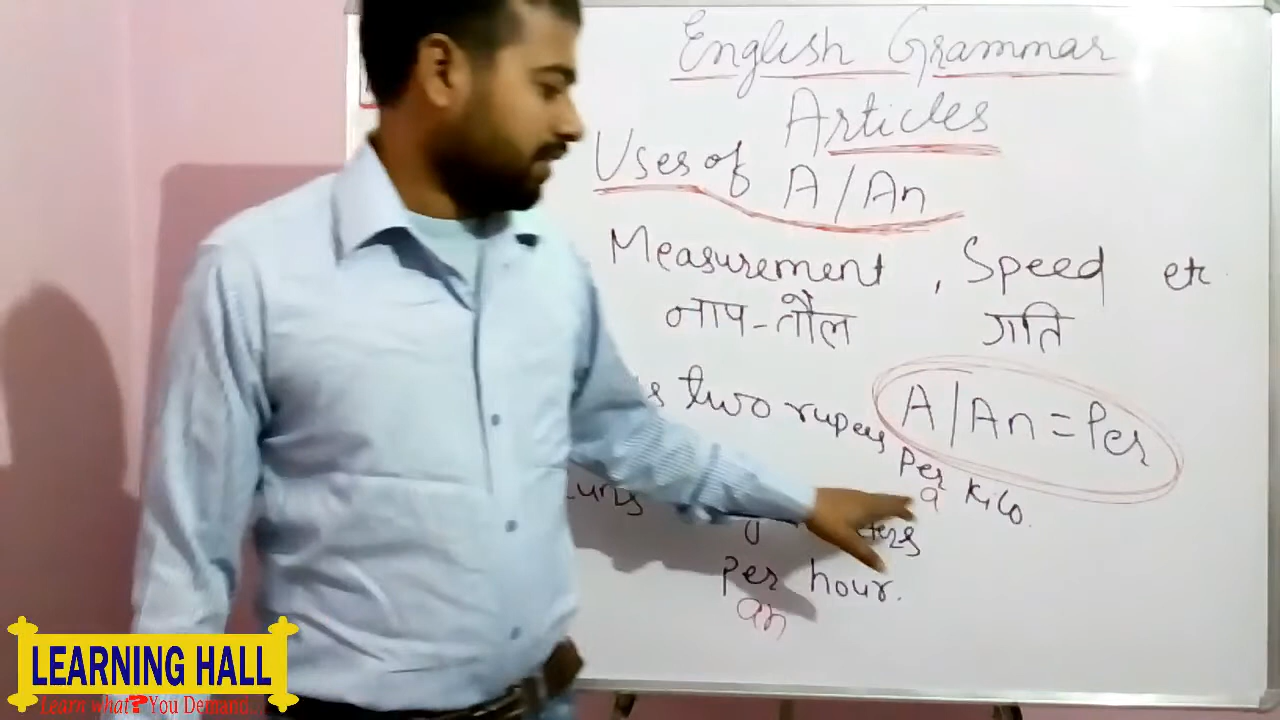 English Grammar
Articles
Uses of A/An
Measurement , Speed etc
नाप-तौल गति
two rupees A/An = Per
Per Kilo.
a
per hour.
an
LEARNING HALL
Learn what? You Demand...